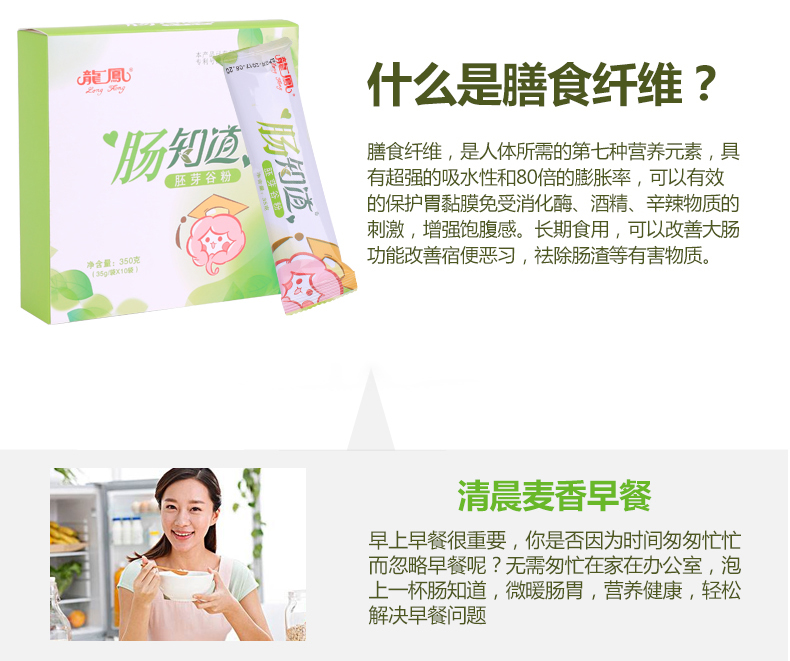 龍鳳®
Long Feng
肠知道
胚芽谷粉
净含量：350克
（35g/罐X10罐）
2017.08.20
龍鳳
肠知道
胚芽谷粉
什么是膳食纤维？
膳食纤维，是人体所需的第七种营养元素，具
有超强的吸水性和80倍的膨胀率，可以有效
的保护胃黏膜免受消化酶、酒精、辛辣物质的
刺激，增强饱腹感。长期食用，可以改善大肠
功能改善宿便恶习，祛除肠渣等有害物质。
清晨麦香早餐
早上早餐很重要，你是否因为时间匆匆忙忙
而忽略早餐呢？无需匆忙在家在办公室，泡
上一杯肠知道，微暖肠胃，营养健康，轻松
解决早餐问题